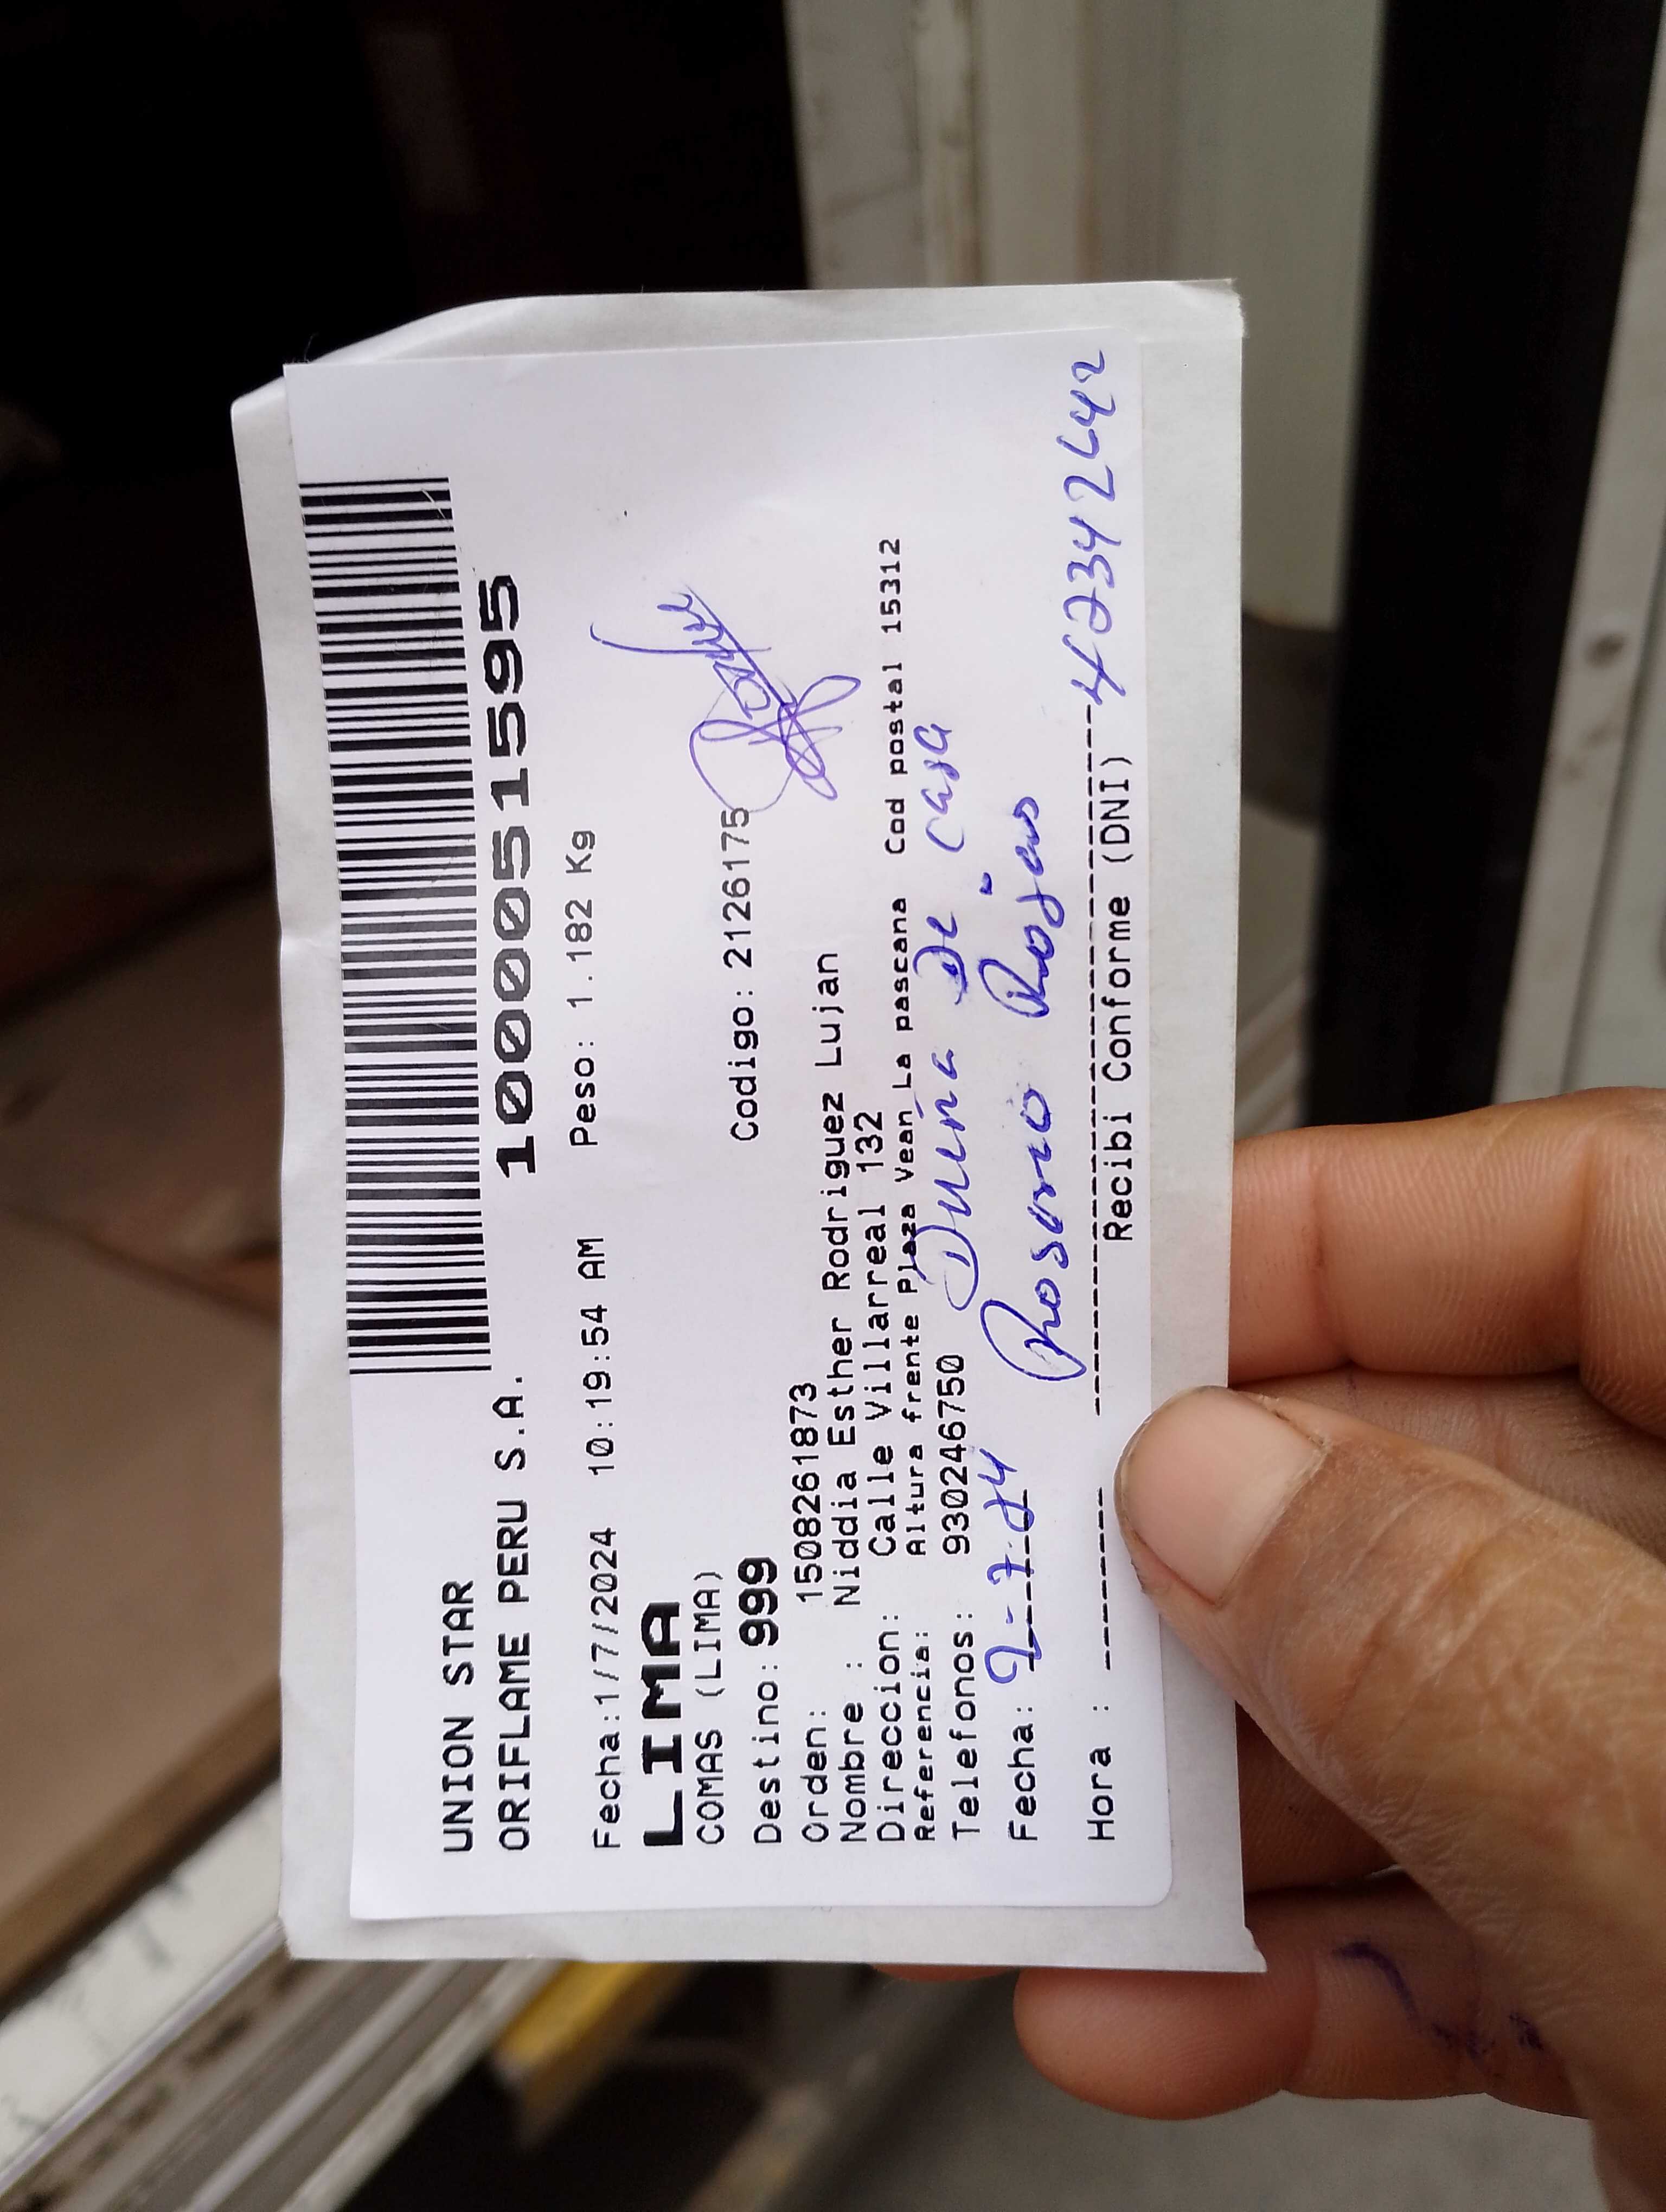 UNION STAR
ORIFLAME PERU S.A. 1000051595
Fecha:1/7/2024 10:19:54 AM Peso: 1.182 Kg
LIMA
COMAS (LIMA)
Destino: 999 Codigo: 2126175
Orden: 1508261873
Nombre : Niddia Esther Rodriguez Lujan
Direccion: Calle Villarreal 132
Referencia: Altura frente Plaza Vean La pascana Cod postal 15312
Telefonos: 930246750 Duena De casa
Fecha: 2-7-24 Rosario Rojas
Hora :
42342642
Recibi Conforme (DNI)